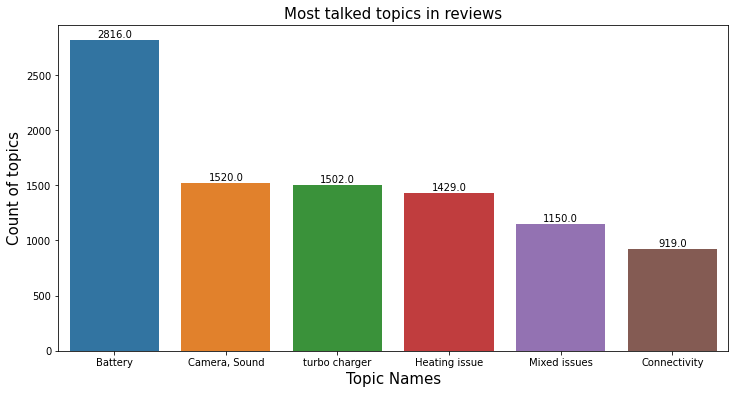 Most talked topics in reviews
Count of topics
2500
2000
1500
1000
500
0
2816.0
1520.0
1502.0
1429.0
1150.0
919.0
Battery
Camera, Sound
turbo charger
Heating issue
Mixed issues
Connectivity
Topic Names